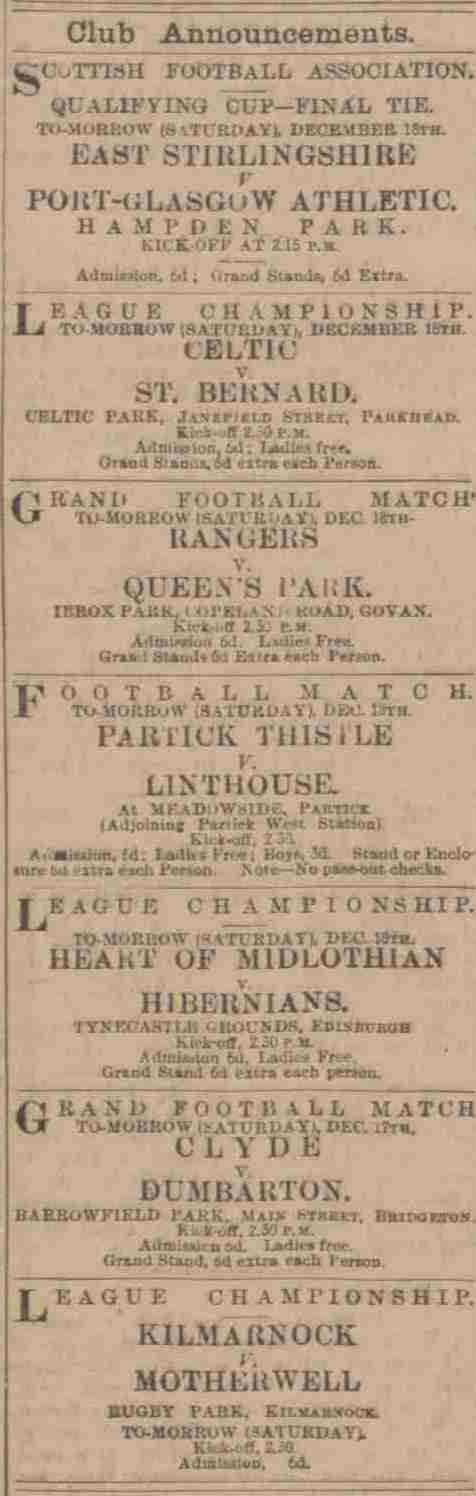 Club Announcements.
SCOTTISH FOOTBALL ASSOCIATION.
QUALIFYING CUP—FINAL TIE.
TO-MORROW (SATURDAY), DECEMBER 18TH.
EAST STIRLINGSHIRE
V
PORT-GLASGOW ATHLETIC.
HAMPDEN PARK.
KICK-OFF AT 2.15 P.M.
Admission, 6d; Grand Stands, 6d Extra.
LEAGUE CHAMPIONSHIP.
TO-MORROW (SATURDAY), DECEMBER 18TH.
CELTIC
V.
ST. BERNARD.
CELTIC PARK, JANEFIELD STREET, PARKHEAD.
Kick-off 2.30 P.M.
Admission, 6d; Ladies free.
Grand Stands, 6d extra each Person.
GRAND FOOTBALL MATCH
TO-MORROW (SATURDAY), DEC. 18TH.
RANGERS
V.
QUEEN'S PARK.
IBROX PARK, COPELAND ROAD, GOVAN.
Kick-off 2.30 P.M.
Admission 6d. Ladies Free.
Grand Stands 6d Extra each Person.
FOOTBALL MATCH.
TO-MORROW (SATURDAY), DEC. 18TH.
PARTICK THISTLE
V.
LINTHOUSE.
At MEADOWSIDE, PARTICK
(Adjoining Partick West Station)
Kick-off, 2.30.
Admission, 6d; Ladies Free; Boys, 3d. Stand or Enclo-
sure 6d extra each Person. Note—No pass-out checks.
LEAGUE CHAMPIONSHIP.
TO-MORROW (SATURDAY), DEC. 18TH.
HEART OF MIDLOTHIAN
v.
HIBERNIANS.
TYNECASTLE GROUNDS, EDINBURGH
Kick-off, 2.30 P.M.
Admission 6d, Ladies Free.
Grand Stand 6d extra each person.
GRAND FOOTBALL MATCH
TO-MORROW (SATURDAY), DEC. 17TH.
CLYDE
v.
DUMBARTON.
BARROWFIELD PARK, MAIN STREET, BRIDGETON.
Kick-off, 2.30 P.M.
Admission 6d. Ladies free.
Grand Stand, 6d extra each Person.
LEAGUE CHAMPIONSHIP.
KILMARNOCK
V.
MOTHERWELL
RUGBY PARK, KILMARNOCK.
TO-MORROW (SATURDAY),
Kick-off, 2.30
Admission, 6d.